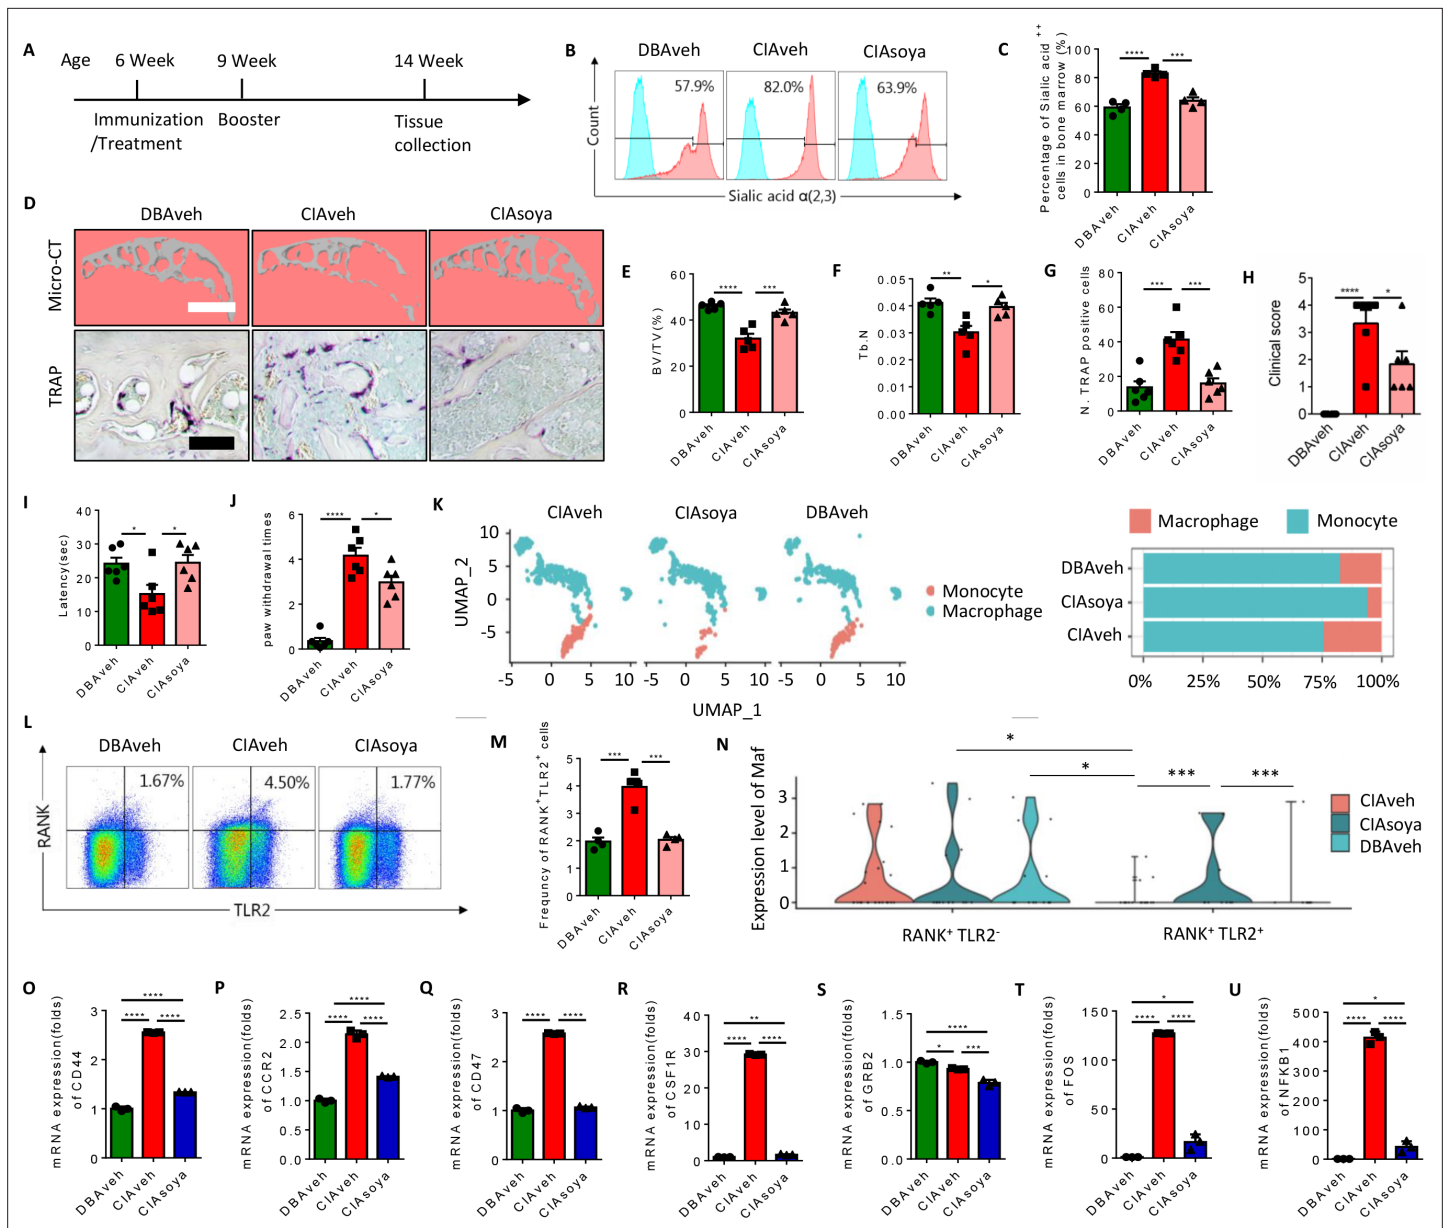 A
Age 6 Week 9 Week 14 Week
Immunization
/Treatment
Booster
Tissue
collection
B
DBAveh CIAveh CIAsoya
57.9% 82.0% 63.9%
Count
Sialic acid α(2,3)
C
Percentage of Sialic acid ++
cells in bone marrow (%)
100
80
60
40
20
0
**** ***
DBAveh CIAveh CIAsoya
D
DBAveh CIAveh CIAsoya
Micro-CT
TRAP
E
BV/TV(%)
60
40
20
0
**** ***
DBAveh CIAveh CIAsoya
F
Tb.N
0.05
0.04
0.03
0.02
0.01
0.00
** *
DBAveh CIAveh CIAsoya
G
N. TRAP positive cells
80
60
40
20
0
*** ***
DBAveh CIAveh CIAsoya
H
Clinical score
5
4
3
2
1
0
**** *
DBAveh CIAveh CIAsoya
I
Latency(sec)
40
30
20
10
0
* *
DBAveh CIAveh CIAsoya
J
paw withdrawal times
6
4
2
0
**** *
DBAveh CIAveh CIAsoya
K
CIAveh CIAsoya DBAveh
UMAP_2
10
5
0
-5
-5 0 5 10 -5 0 5 10 -5 0 5 10
UMAP_1
Monocyte
Macrophage
Macrophage Monocyte
DBAveh
CIAsoya
CIAveh
0% 25% 50% 75% 100%
L
DBAveh CIAveh CIAsoya
1.67% 4.50% 1.77%
RANK
TLR2
M
Frequncy of RANK+TLR2+ cells
5
4
3
2
1
0
*** ***
DBAveh CIAveh CIAsoya
N
Expression level of Maf
3
2
1
0
*
*
*** ***
RANK+ TLR2- RANK+ TLR2+
CIAveh
CIAsoya
DBAveh
O
mRNA expression(folds)
of CD44
3
2
1
0
****
**** ****
DBAveh CIAveh CIAsoya
P
mRNA expression(folds)
of CCR2
2.5
2.0
1.5
1.0
0.5
0.0
****
**** ****
DBAveh CIAveh CIAsoya
Q
mRNA expression(folds)
of CD47
3
2
1
0
**** ****
DBAveh CIAveh CIAsoya
R
mRNA expression(folds)
of CSF1R
40
30
20
10
0
**
**** ****
DBAveh CIAveh CIAsoya
S
mRNA expression(folds)
of GRB2
1.5
1.0
0.5
0.0
****
* ***
DBAveh CIAveh CIAsoya
T
mRNA expression(folds)
of FOS
150
100
50
0
*
**** ****
DBAveh CIAveh CIAsoya
U
mRNA expression(folds)
of NFKB1
500
400
300
200
100
0
*
**** ****
DBAveh CIAveh CIAsoya